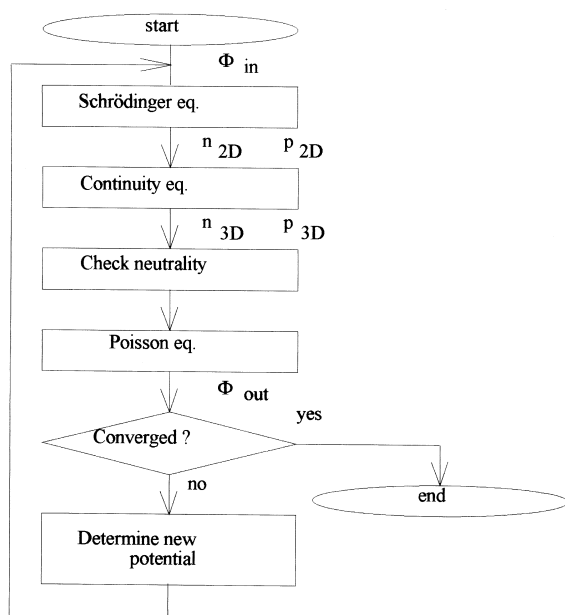 start
Φ in
Schrödinger eq.
n 2D p 2D
Continuity eq.
n 3D p 3D
Check neutrality
Poisson eq.
Φ out
yes
Converged ?
no
end
Determine new
potential